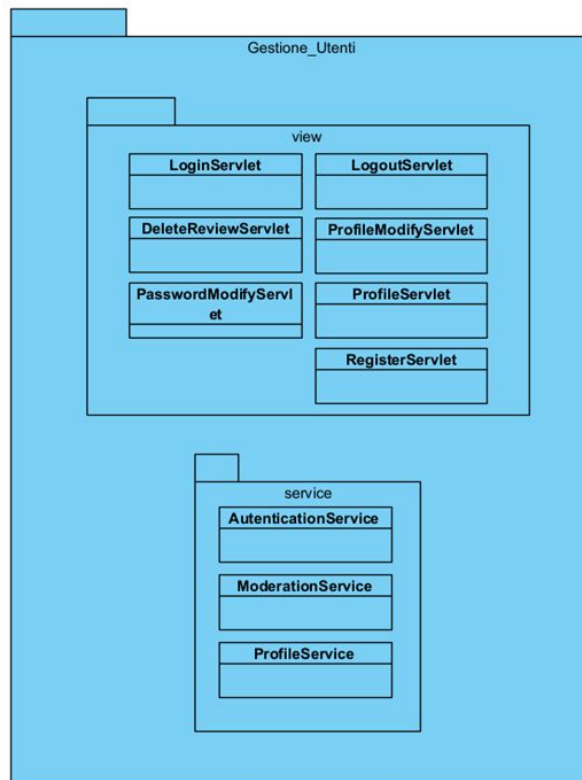 Gestione_Utenti
view
LoginServlet
LogoutServlet
DeleteReviewServlet
ProfileModifyServlet
PasswordModifyServl
et
ProfileServlet
RegisterServlet
service
AutenticationService
ModerationService
ProfileService